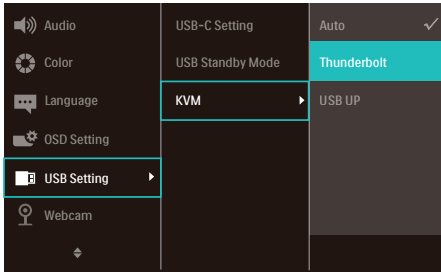 Audio
Color
Language
OSD Setting
USB Setting
Webcam
USB-C Setting
USB Standby Mode
KVM
Auto
Thunderbolt
USB UP